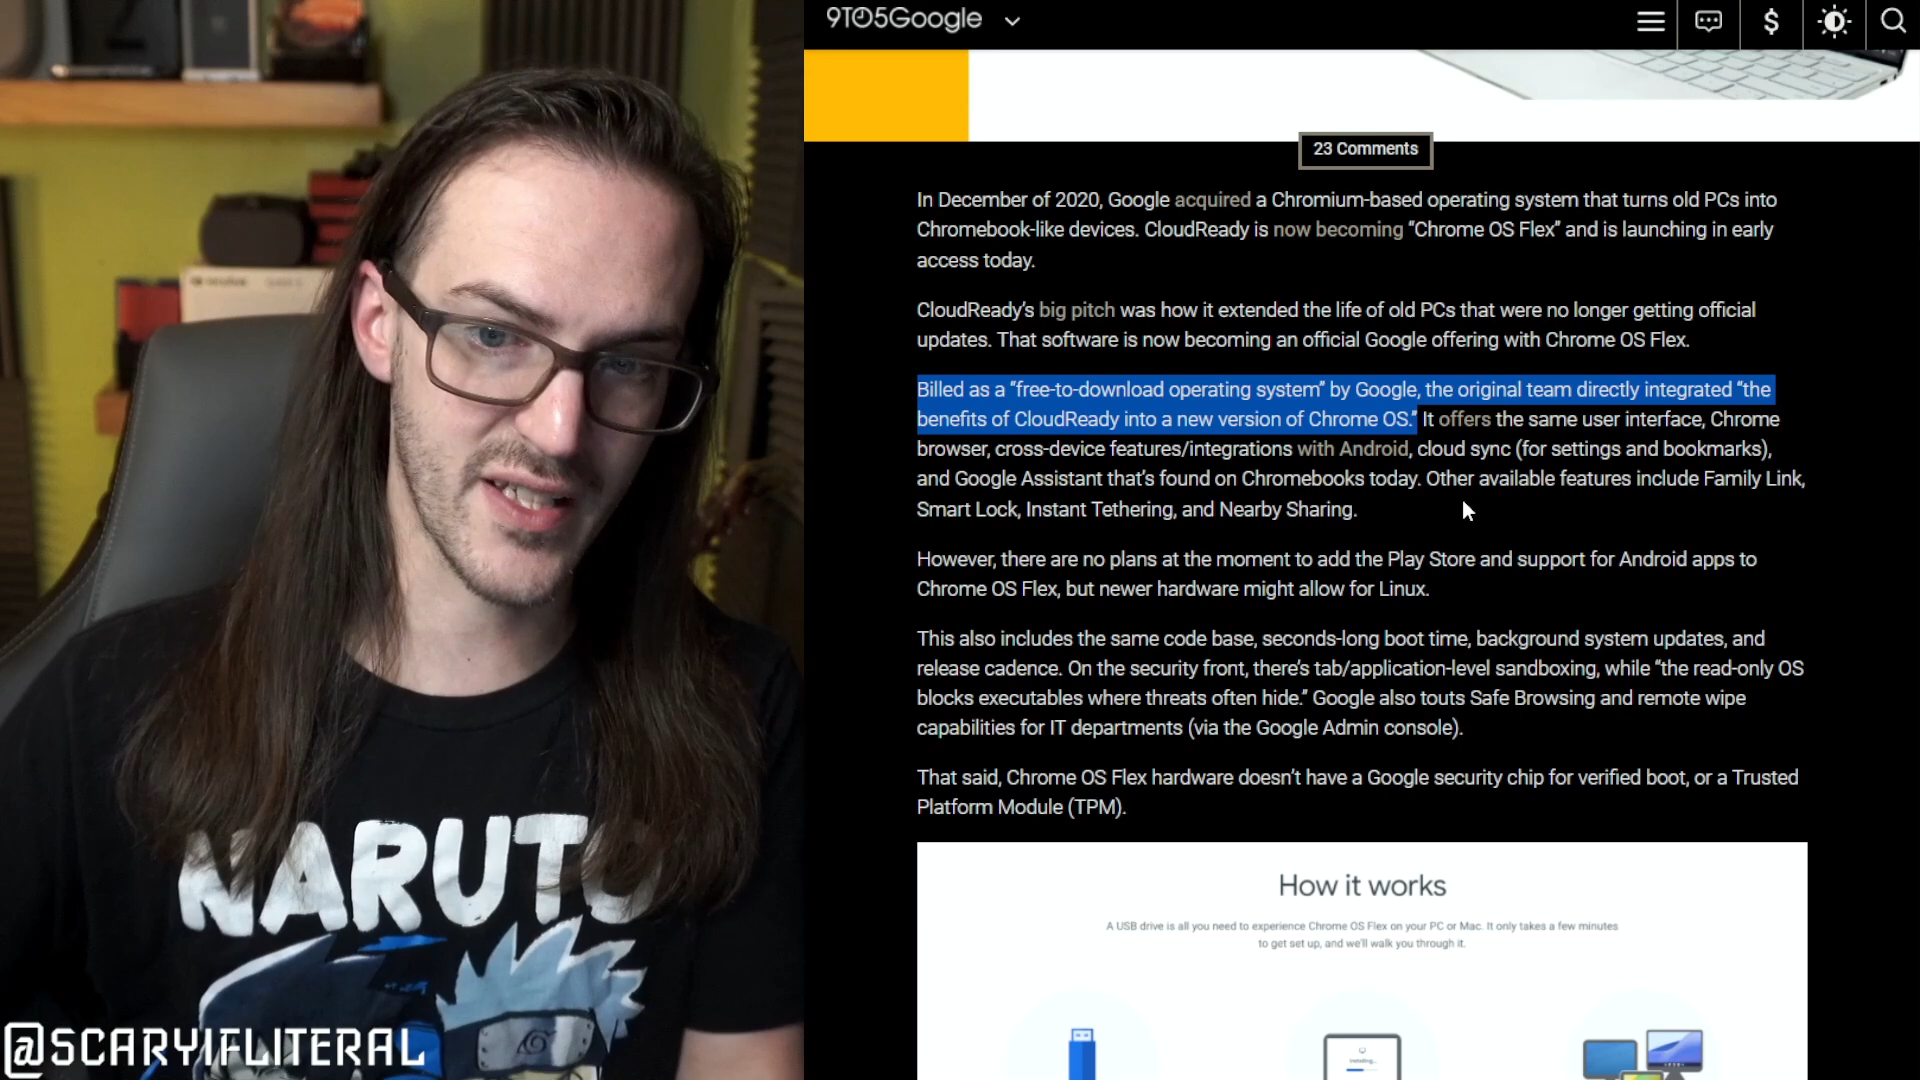 9TO5Google
23 Comments
In December of 2020, Google acquired a Chromium-based operating system that turns old PCs into
Chromebook-like devices. CloudReady is now becoming “Chrome OS Flex” and is launching in early
access today.
CloudReady’s big pitch was how it extended the life of old PCs that were no longer getting official
updates. That software is now becoming an official Google offering with Chrome OS Flex.
Billed as a “free-to-download operating system” by Google, the original team directly integrated “the
benefits of CloudReady into a new version of Chrome OS.” It offers the same user interface, Chrome
browser, cross-device features/integrations with Android, cloud sync (for settings and bookmarks),
and Google Assistant that’s found on Chromebooks today. Other available features include Family Link,
Smart Lock, Instant Tethering, and Nearby Sharing.
However, there are no plans at the moment to add the Play Store and support for Android apps to
Chrome OS Flex, but newer hardware might allow for Linux.
This also includes the same code base, seconds-long boot time, background system updates, and
release cadence. On the security front, there’s tab/application-level sandboxing, while “the read-only OS
blocks executables where threats often hide.” Google also touts Safe Browsing and remote wipe
capabilities for IT departments (via the Google Admin console).
That said, Chrome OS Flex hardware doesn’t have a Google security chip for verified boot, or a Trusted
Platform Module (TPM).
How it works
A USB drive is all you need to experience Chrome OS Flex on your PC or Mac. It only takes a few minutes
to get set up, and we'll walk you through it.
Installing...
oculus
NARUTO
@SCARYIFLITERAL